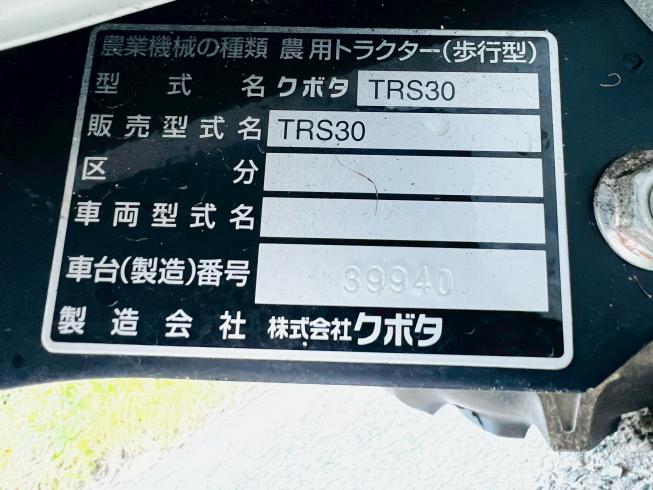 農業機械の種類 農用トラクター(歩行型)
型式名 クボタ TRS30
販売型式名 TRS30
区分
車両型式名
車台(製造)番号 39940
製造会社 株式会社クボタ